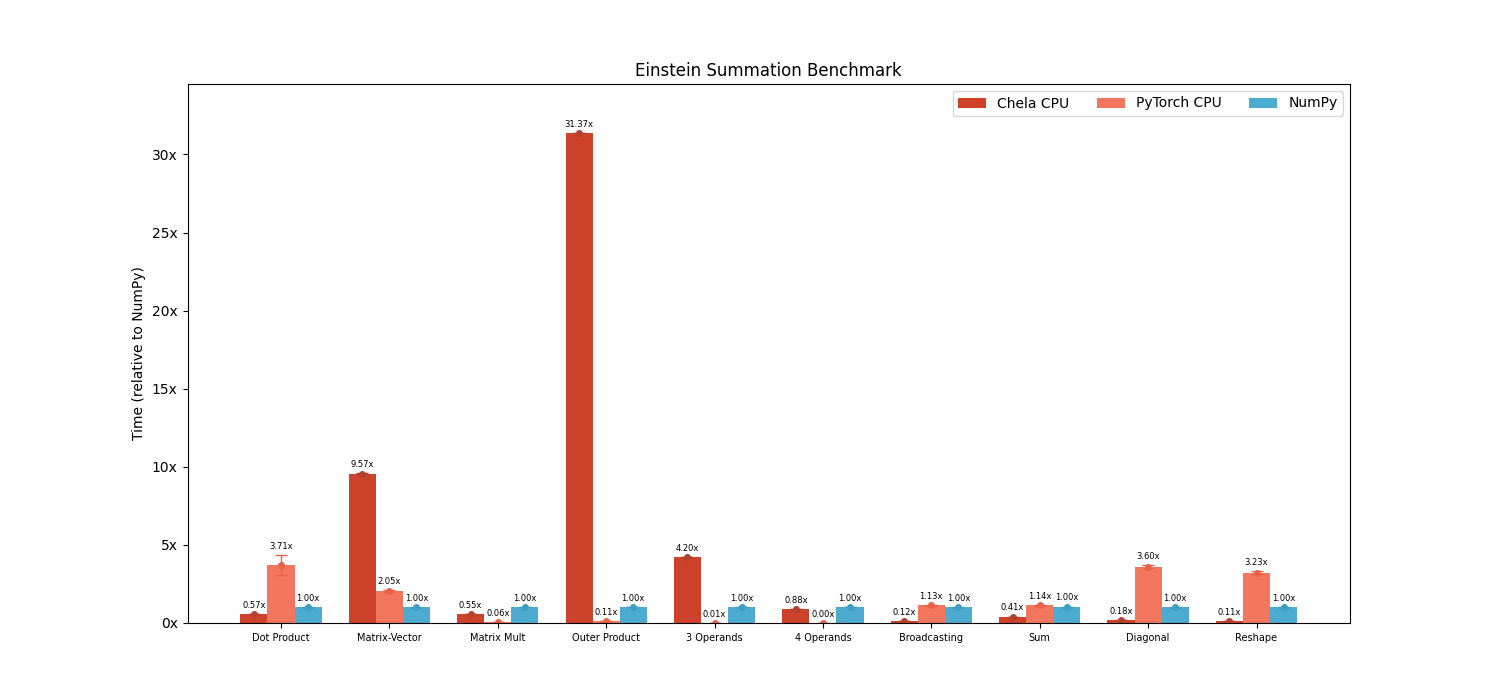 Einstein Summation Benchmark
Chela CPU PyTorch CPU NumPy
Time (relative to NumPy)
30x
25x
20x
15x
10x
5x
0x
0.57x 3.71x 1.00x
9.57x 2.05x 1.00x
0.55x 0.06x 1.00x
31.37x 0.11x 1.00x
4.20x 0.01x 1.00x
0.88x 0.00x 1.00x
0.12x 1.13x 1.00x
0.41x 1.14x 1.00x
0.18x 3.60x 1.00x
0.11x 3.23x 1.00x
Dot Product Matrix-Vector Matrix Mult Outer Product 3 Operands 4 Operands Broadcasting Sum Diagonal Reshape